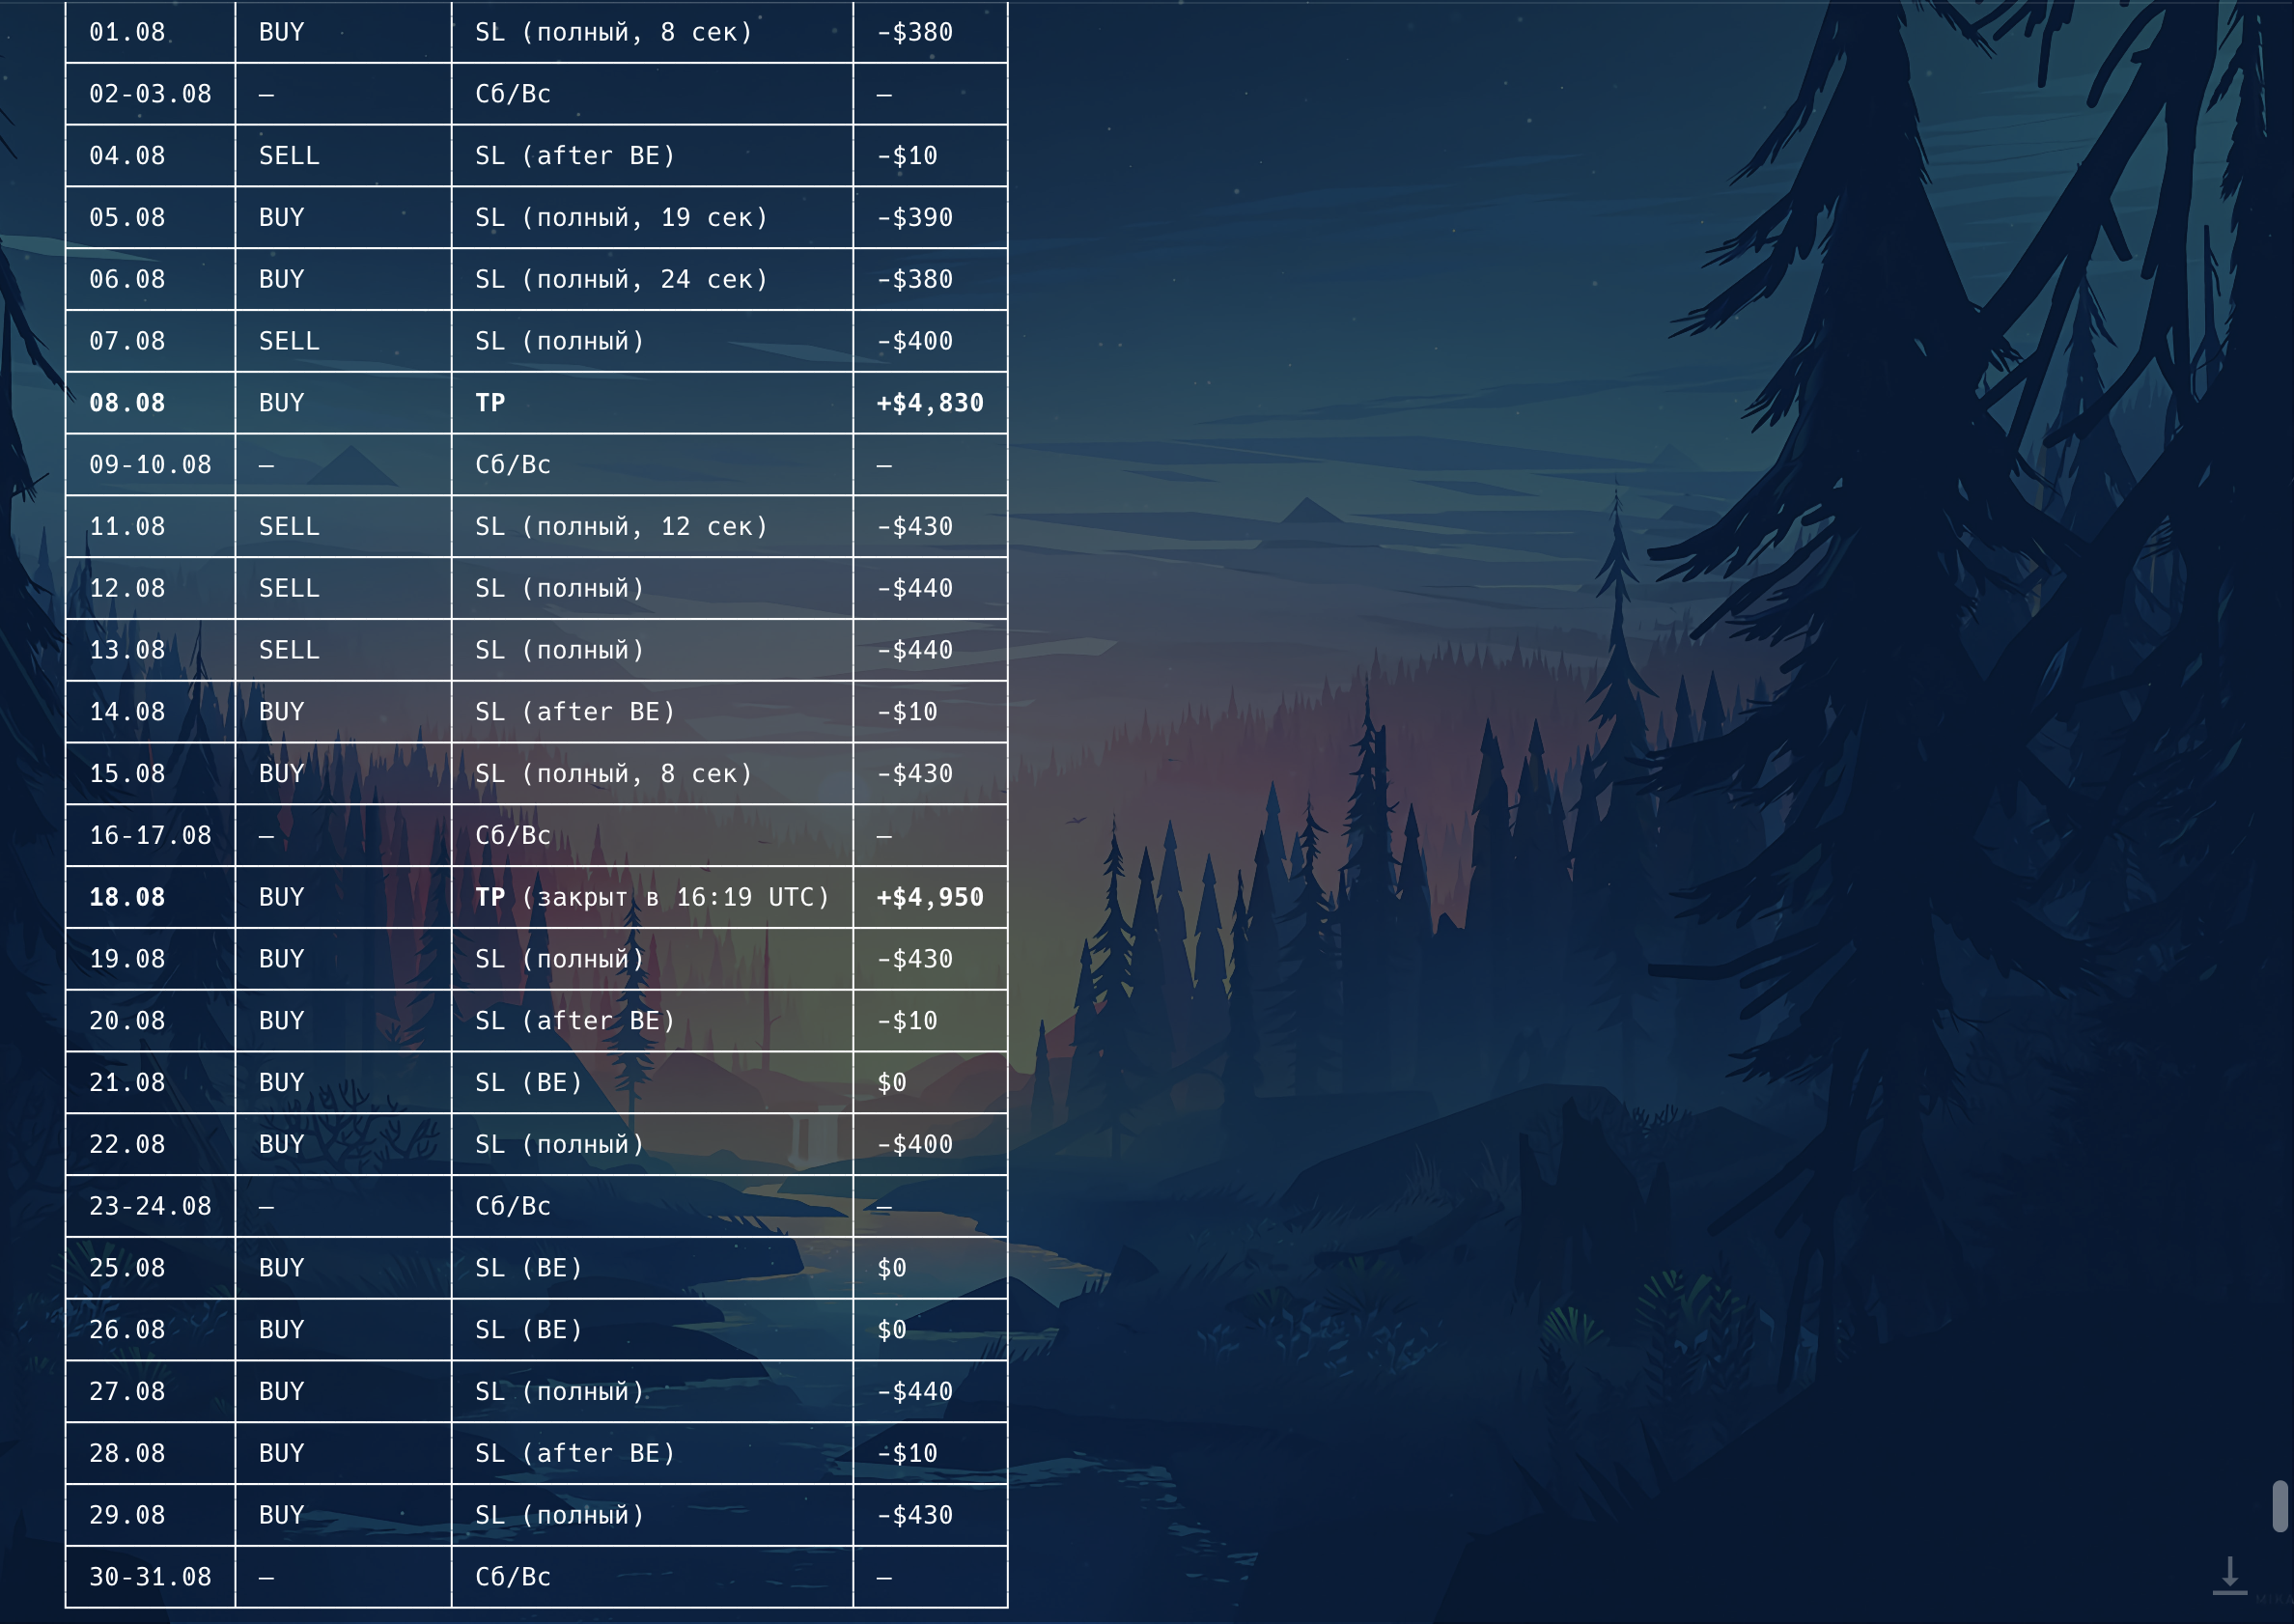 01.08 BUY SL (полный, 8 сек) -$380
02-03.08 — Сб/Вс —
04.08 SELL SL (after BE) -$10
05.08 BUY SL (полный, 19 сек) -$390
06.08 BUY SL (полный, 24 сек) -$380
07.08 SELL SL (полный) -$400
08.08 BUY TP +$4,830
09-10.08 — Сб/Вс —
11.08 SELL SL (полный, 12 сек) -$430
12.08 SELL SL (полный) -$440
13.08 SELL SL (полный) -$440
14.08 BUY SL (after BE) -$10
15.08 BUY SL (полный, 8 сек) -$430
16-17.08 — Сб/Вс —
18.08 BUY TP (закрыт в 16:19 UTC) +$4,950
19.08 BUY SL (полный) -$430
20.08 BUY SL (after BE) -$10
21.08 BUY SL (BE) $0
22.08 BUY SL (полный) -$400
23-24.08 — Сб/Вс —
25.08 BUY SL (BE) $0
26.08 BUY SL (BE) $0
27.08 BUY SL (полный) -$440
28.08 BUY SL (after BE) -$10
29.08 BUY SL (полный) -$430
30-31.08 — Сб/Вс —